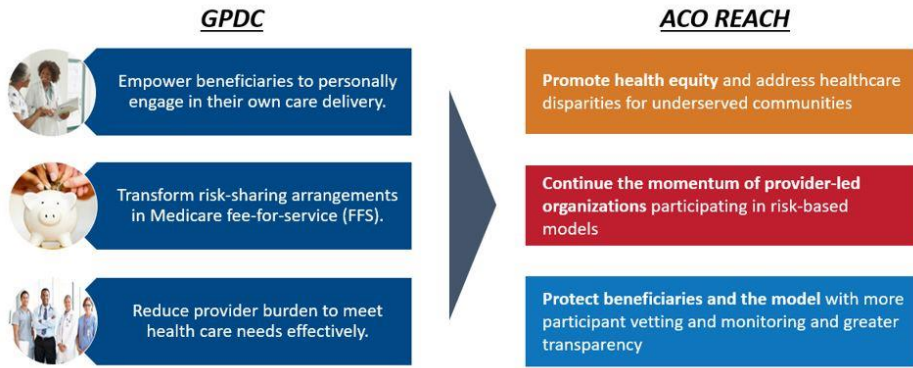 GPDC
Empower beneficiaries to personally
engage in their own care delivery.
Transform risk-sharing arrangements
in Medicare fee-for-service (FFS).
Reduce provider burden to meet
health care needs effectively.
ACO REACH
Promote health equity and address healthcare
disparities for underserved communities
Continue the momentum of provider-led
organizations participating in risk-based
models
Protect beneficiaries and the model with more
participant vetting and monitoring and greater
transparency